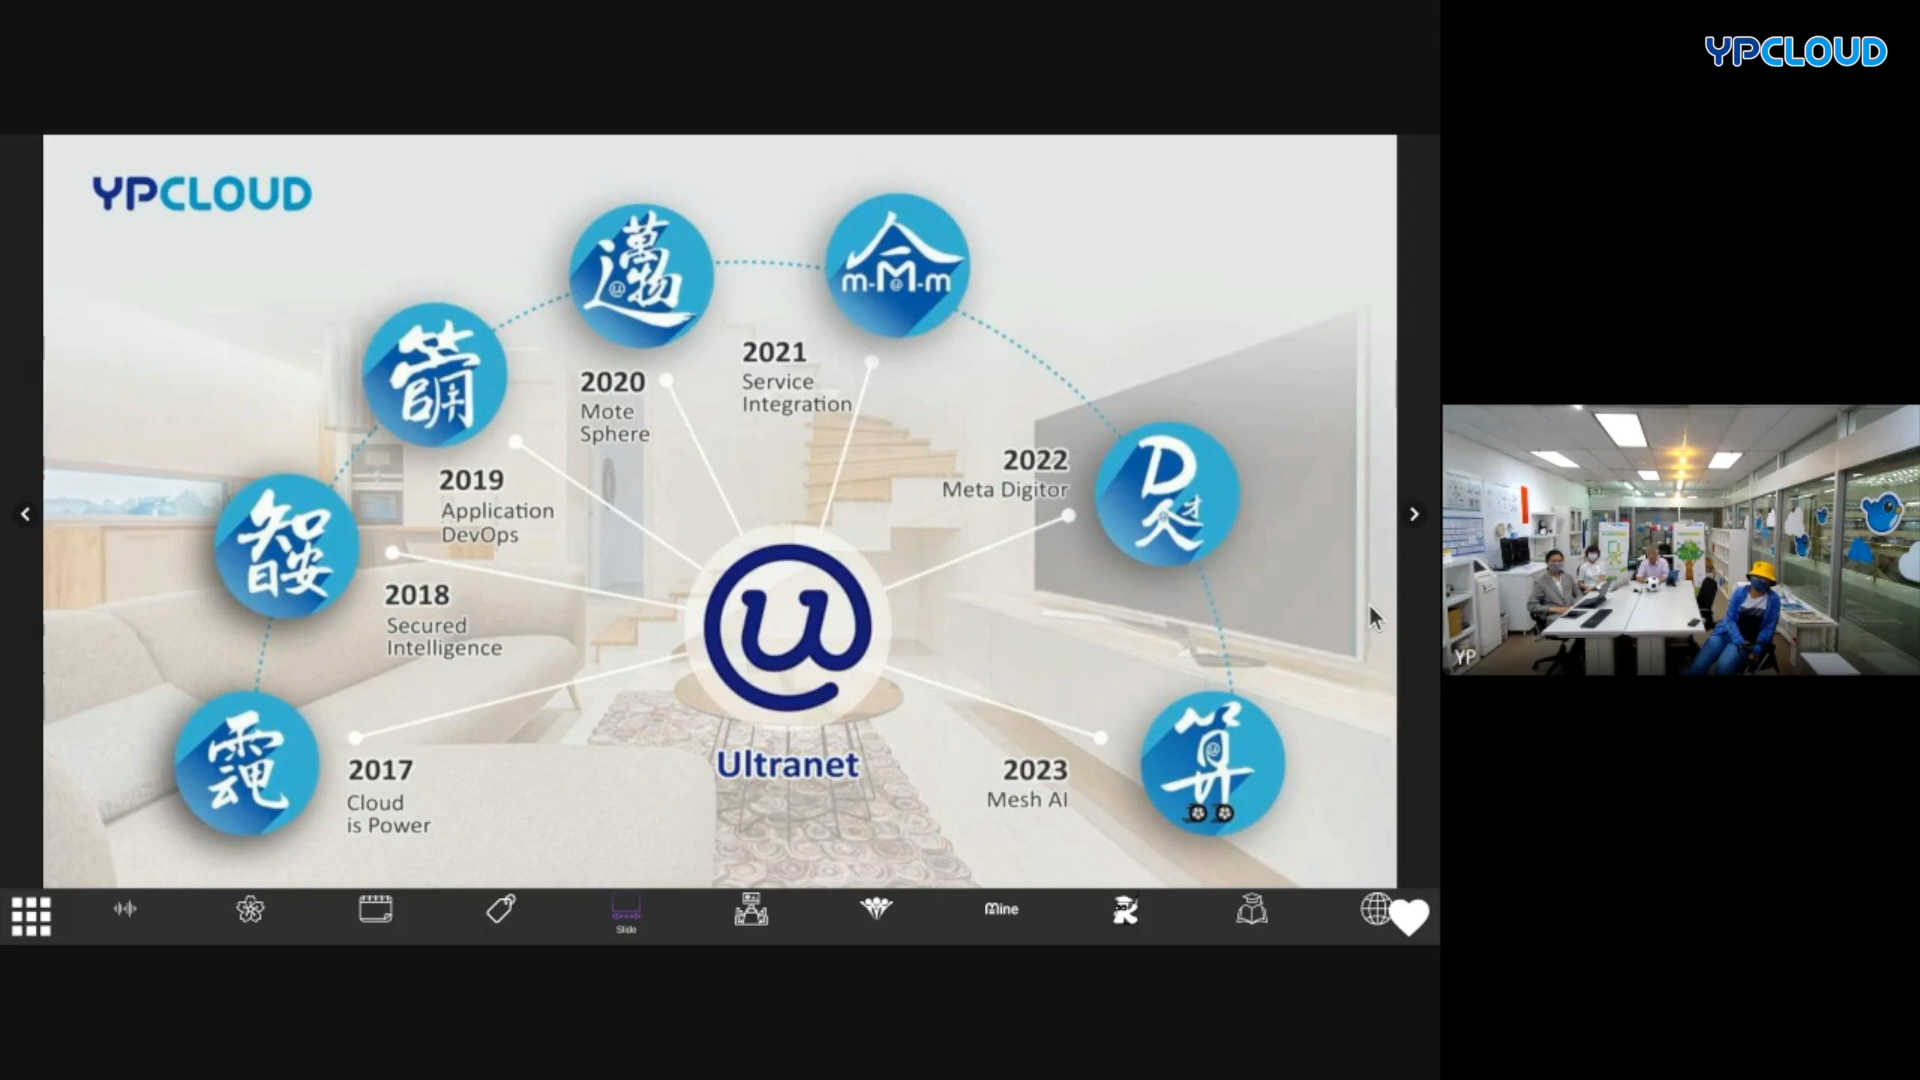 YPCLOUD
YPCLOUD
m-M-m
2021
Service
Integration
2020
Mote
Sphere
2022
Meta Digitor
D
2019
Application
DevOps
2018
Secured
Intelligence
@
Ultranet
2017
Cloud
is Power
2023
Mesh AI
YP
Slide
mine